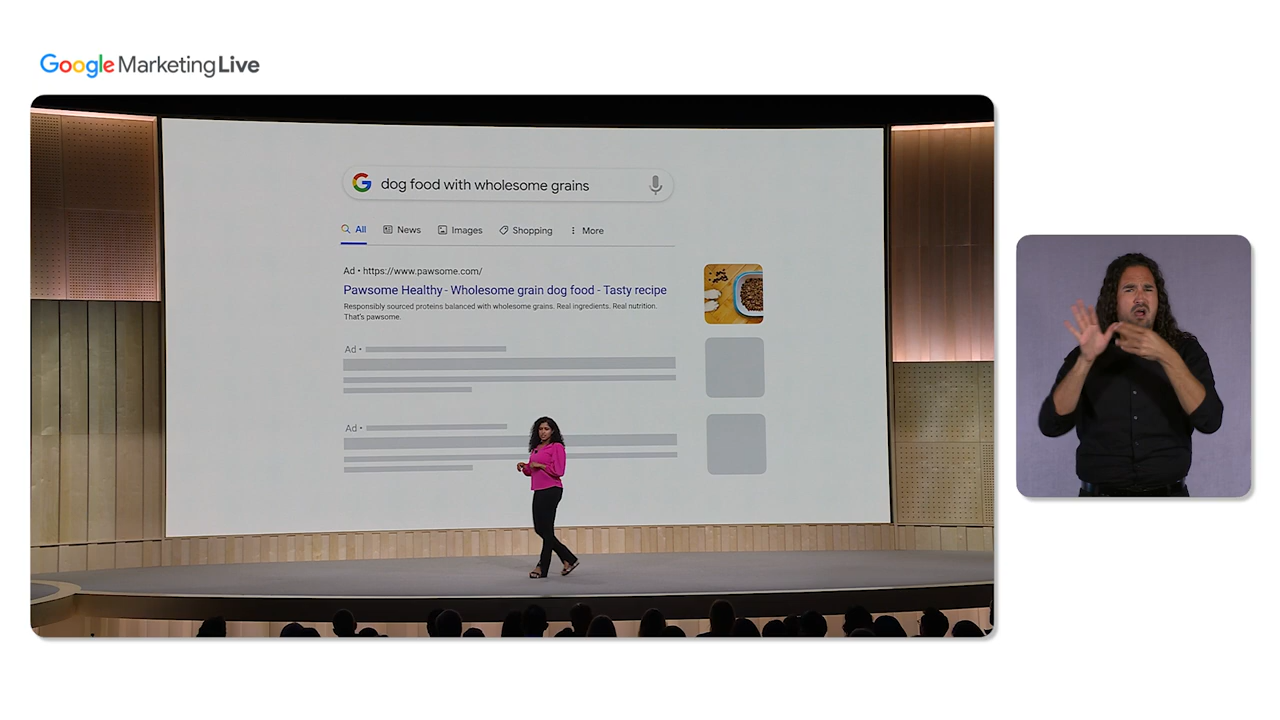 Google Marketing Live
dog food with wholesome grains
All News Images Shopping More
Ad • https://www.pawsome.com/
Pawsome Healthy - Wholesome grain dog food - Tasty recipe
Responsibly sourced proteins balanced with wholesome grains. Real ingredients. Real nutrition.
That's pawsome.
Ad •
Ad •